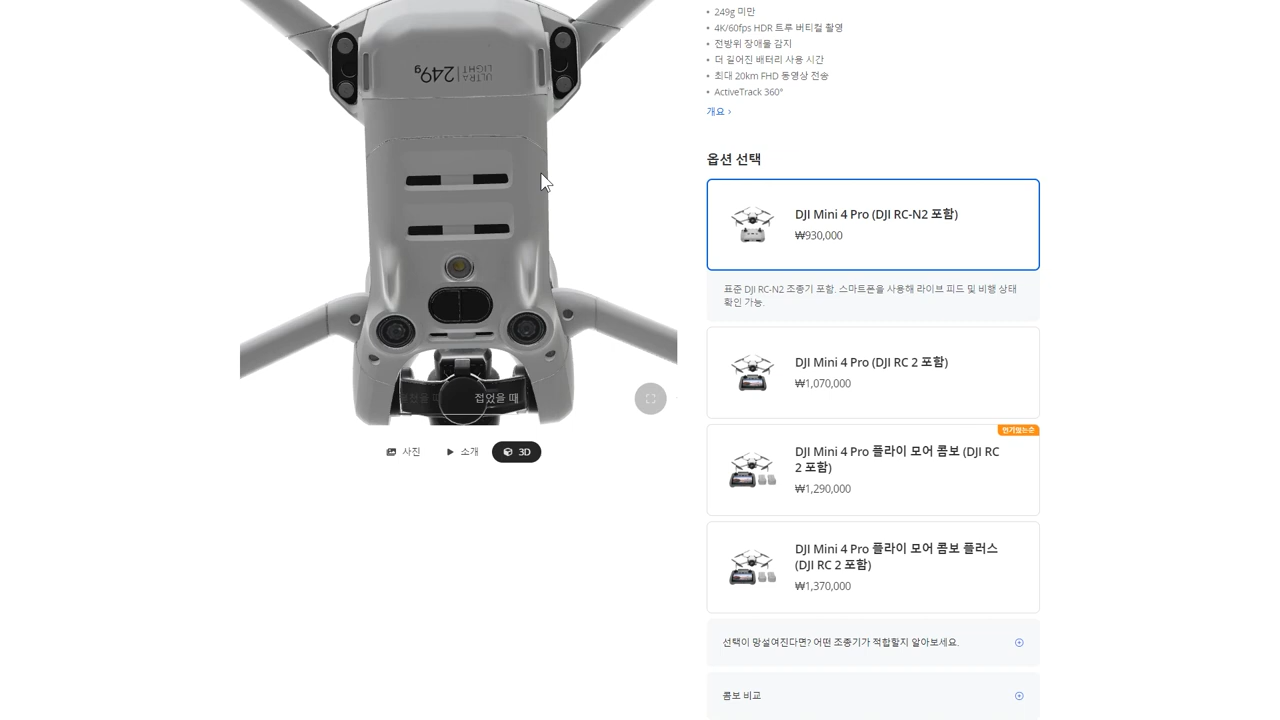 • 249g 미만
• 4K/60fps HDR 트루 버티컬 촬영
• 전방위 장애물 감지
• 더 길어진 배터리 사용 시간
• 최대 20km FHD 동영상 전송
• ActiveTrack 360°
개요 ›
ULTRA
LIGHT | 249g
접었을 때
사진
소개
3D
옵션 선택
DJI Mini 4 Pro (DJI RC-N2 포함)
₩930,000
표준 DJI RC-N2 조종기 포함. 스마트폰을 사용해 라이브 피드 및 비행 상태
확인 가능.
DJI Mini 4 Pro (DJI RC 2 포함)
₩1,070,000
인기많은순
DJI Mini 4 Pro 플라이 모어 콤보 (DJI RC
2 포함)
₩1,290,000
DJI Mini 4 Pro 플라이 모어 콤보 플러스
(DJI RC 2 포함)
₩1,370,000
선택이 망설여진다면? 어떤 조종기가 적합할지 알아보세요.
콤보 비교